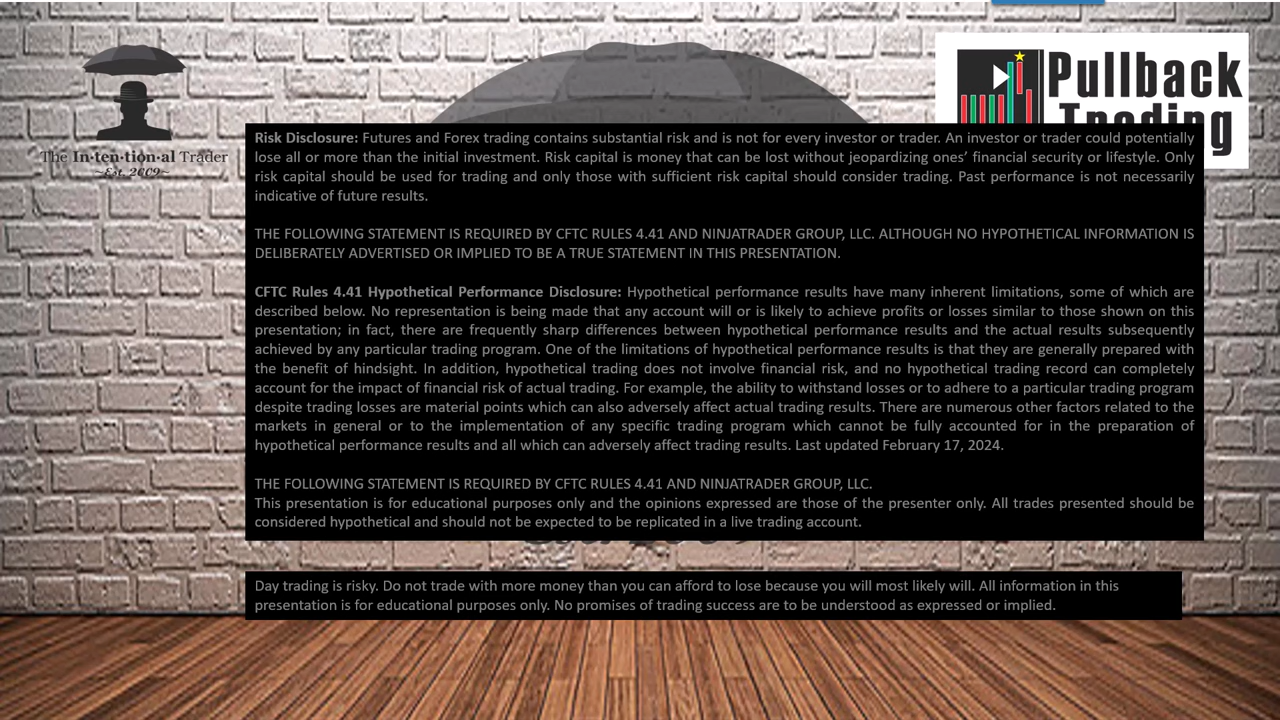 The In•ten•tion•al Trader
~Est. 2009~
Pullback
Trading
Risk Disclosure: Futures and Forex trading contains substantial risk and is not for every investor or trader. An investor or trader could potentially
lose all or more than the initial investment. Risk capital is money that can be lost without jeopardizing ones’ financial security or lifestyle. Only
risk capital should be used for trading and only those with sufficient risk capital should consider trading. Past performance is not necessarily
indicative of future results.
THE FOLLOWING STATEMENT IS REQUIRED BY CFTC RULES 4.41 AND NINJATRADER GROUP, LLC. ALTHOUGH NO HYPOTHETICAL INFORMATION IS
DELIBERATELY ADVERTISED OR IMPLIED TO BE A TRUE STATEMENT IN THIS PRESENTATION.
CFTC Rules 4.41 Hypothetical Performance Disclosure: Hypothetical performance results have many inherent limitations, some of which are
described below. No representation is being made that any account will or is likely to achieve profits or losses similar to those shown on this
presentation; in fact, there are frequently sharp differences between hypothetical performance results and the actual results subsequently
achieved by any particular trading program. One of the limitations of hypothetical performance results is that they are generally prepared with
the benefit of hindsight. In addition, hypothetical trading does not involve financial risk, and no hypothetical trading record can completely
account for the impact of financial risk of actual trading. For example, the ability to withstand losses or to adhere to a particular trading program
despite trading losses are material points which can also adversely affect actual trading results. There are numerous other factors related to the
markets in general or to the implementation of any specific trading program which cannot be fully accounted for in the preparation of
hypothetical performance results and all which can adversely affect trading results. Last updated February 17, 2024.
THE FOLLOWING STATEMENT IS REQUIRED BY CFTC RULES 4.41 AND NINJATRADER GROUP, LLC.
This presentation is for educational purposes only and the opinions expressed are those of the presenter only. All trades presented should be
considered hypothetical and should not be expected to be replicated in a live trading account.
Day trading is risky. Do not trade with more money than you can afford to lose because you will most likely will. All information in this
presentation is for educational purposes only. No promises of trading success are to be understood as expressed or implied.